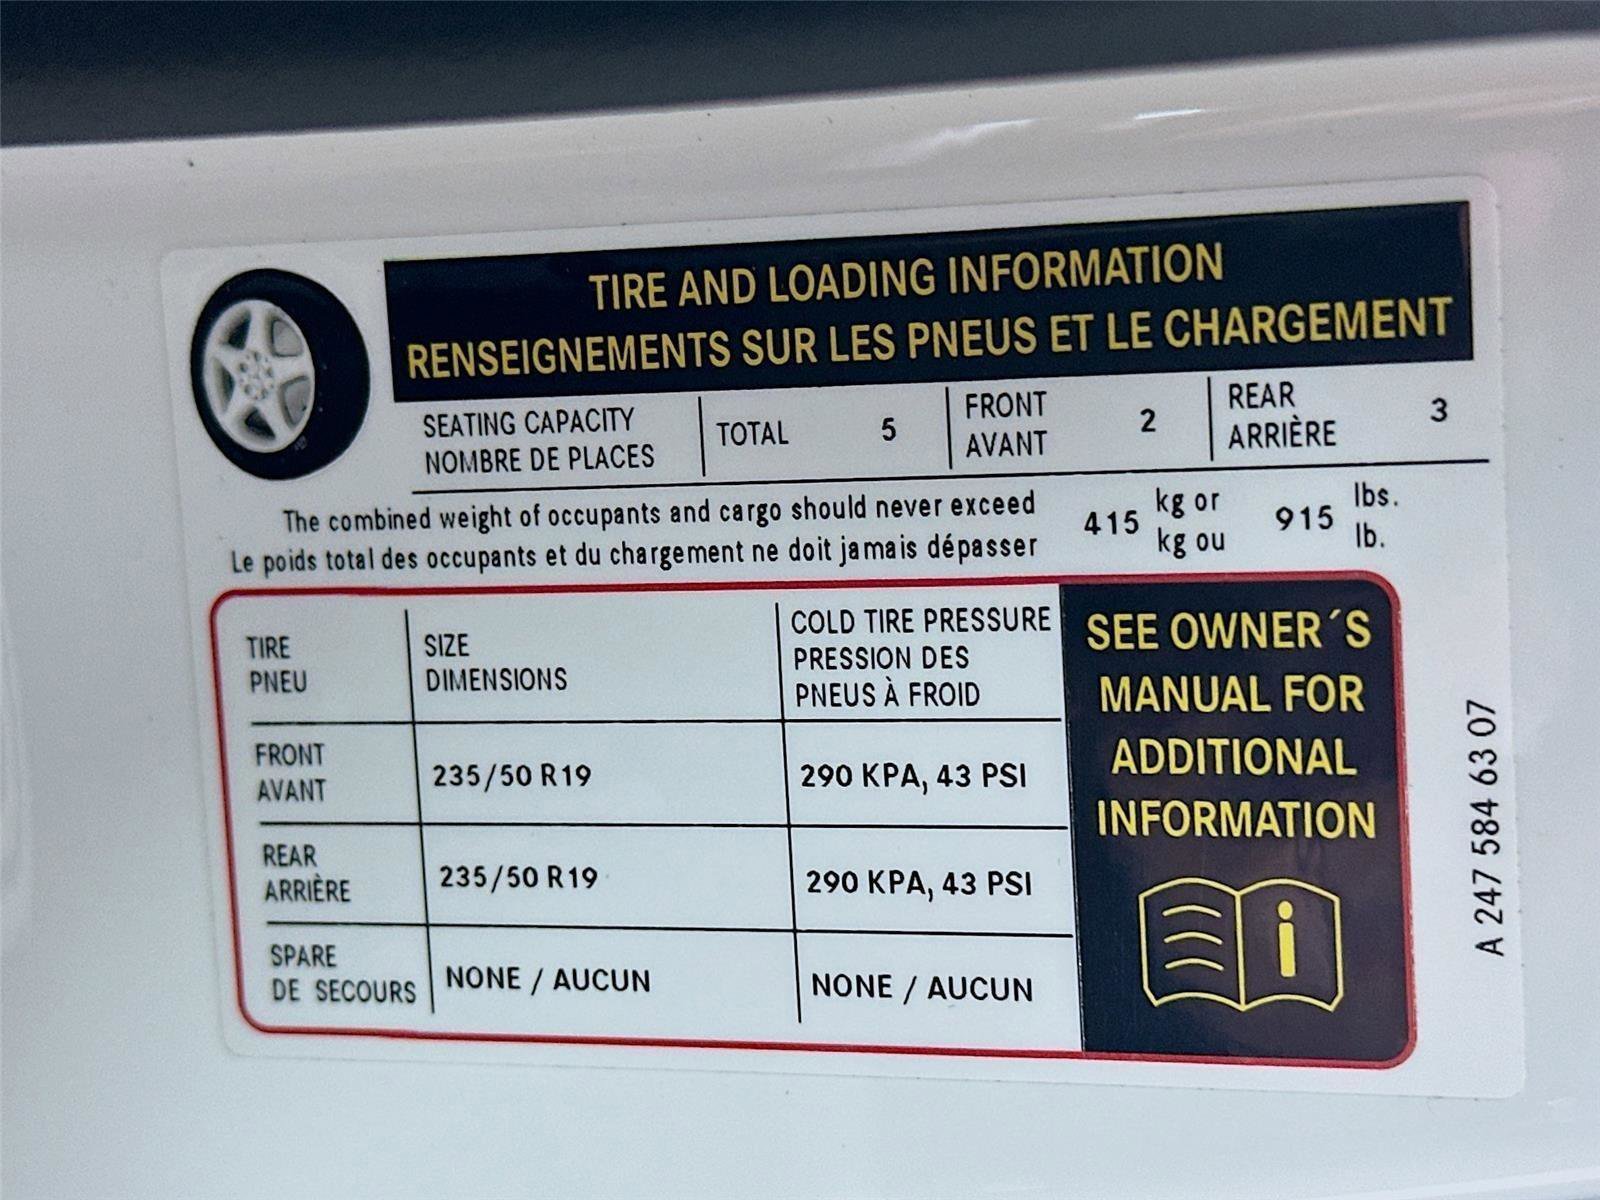 TIRE AND LOADING INFORMATION
RENSEIGNEMENTS SUR LES PNEUS ET LE CHARGEMENT
SEATING CAPACITY
NOMBRE DE PLACES
TOTAL 5
FRONT
AVANT
2
REAR
ARRIÈRE
3
The combined weight of occupants and cargo should never exceed
Le poids total des occupants et du chargement ne doit jamais dépasser
415
kg or
kg ou
915
lbs.
lb.
TIRE
PNEU
SIZE
DIMENSIONS
COLD TIRE PRESSURE
PRESSION DES
PNEUS À FROID
FRONT
AVANT
235/50 R19
290 KPA, 43 PSI
REAR
ARRIÈRE
235/50 R19
290 KPA, 43 PSI
SPARE
DE SECOURS
NONE / AUCUN
NONE / AUCUN
SEE OWNER´S
MANUAL FOR
ADDITIONAL
INFORMATION
i
A 247 584 63 07